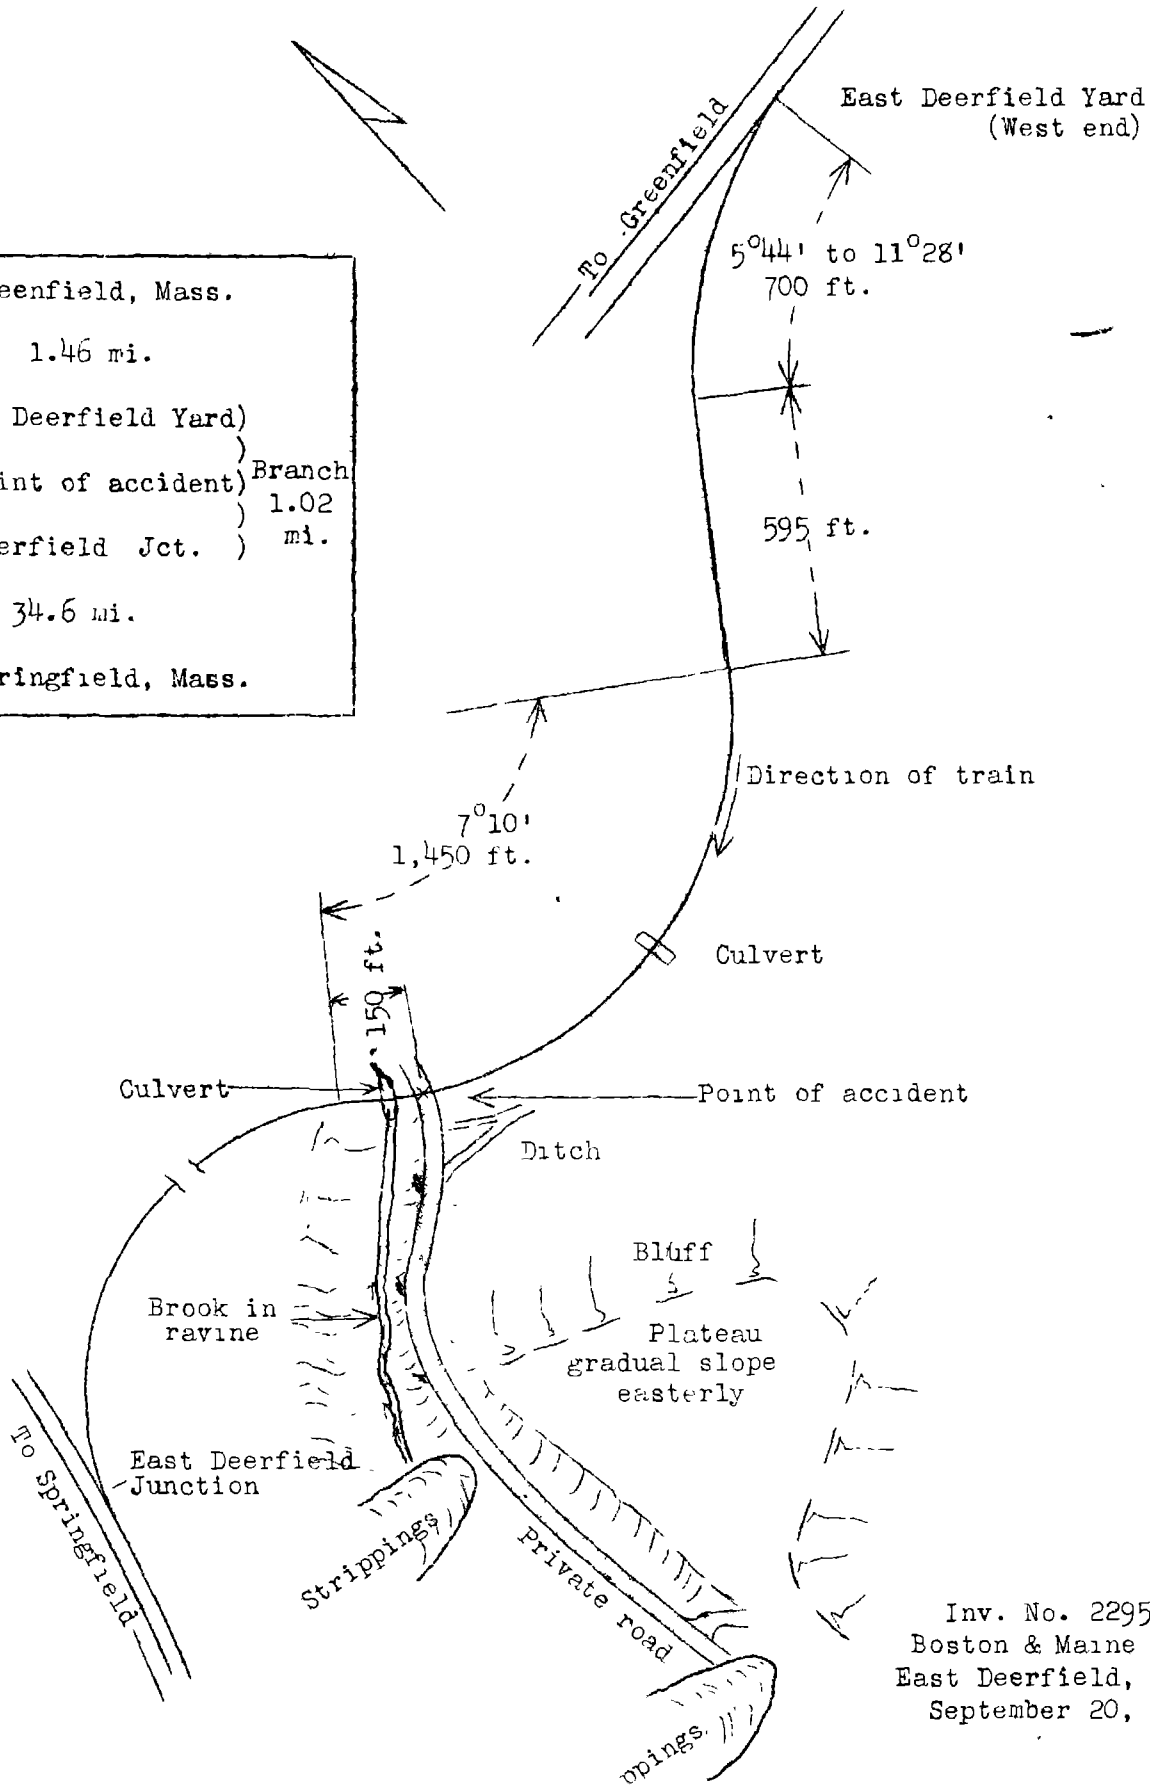 East Deerfield Yard
(West end)
To Greenfield
5°44' to 11°28'
700 ft.
eenfield, Mass.
1.46 mi.
Deerfield Yard)
)
int of accident)
)
erfield Jct. )
Branch
1.02
mi.
34.6 mi.
ringfield, Mass.
595 ft.
Direction of train
7°10'
1,450 ft.
150 ft.
Culvert
Culvert
Point of accident
Ditch
Bluff
Brook in
ravine
Plateau
gradual slope
easterly
East Deerfield
Junction
To Springfield
Strippings
Private road
ppings
Inv. No. 2295
Boston & Maine
East Deerfield,
September 20,